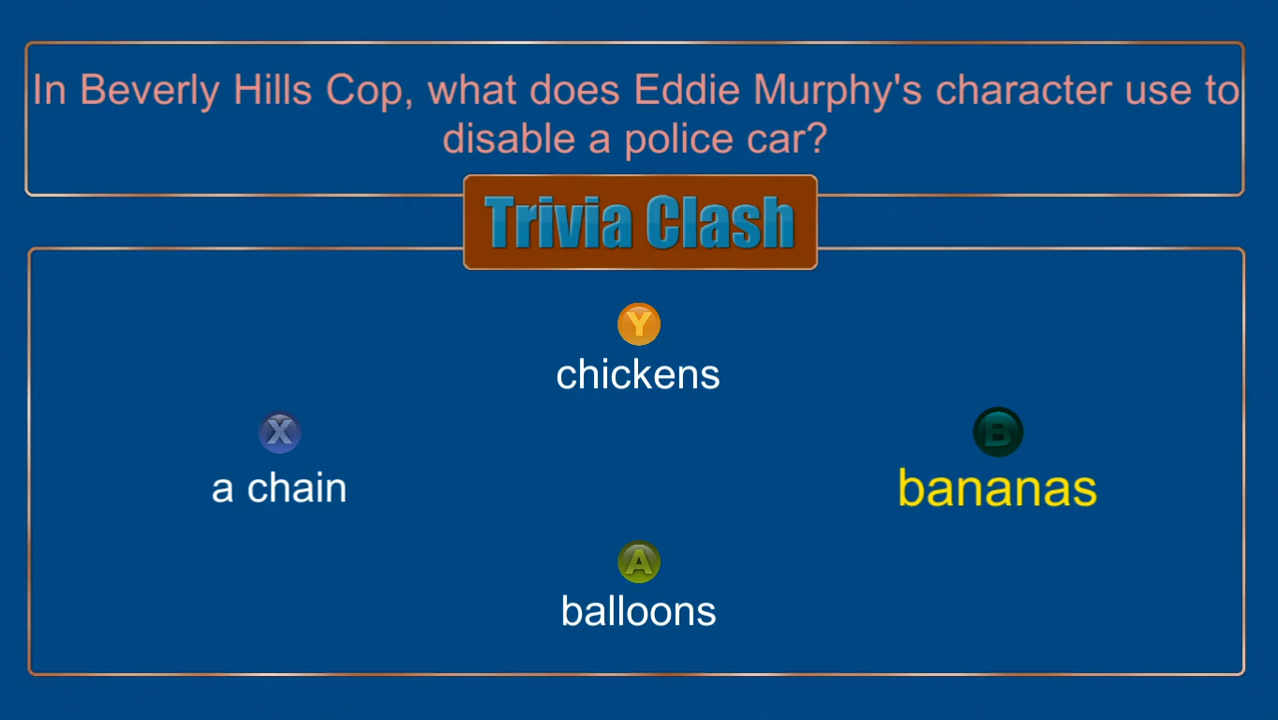 In Beverly Hills Cop, what does Eddie Murphy's character use to
disable a police car?
Trivia Clash
Y
chickens
X
a chain
B
bananas
A
balloons